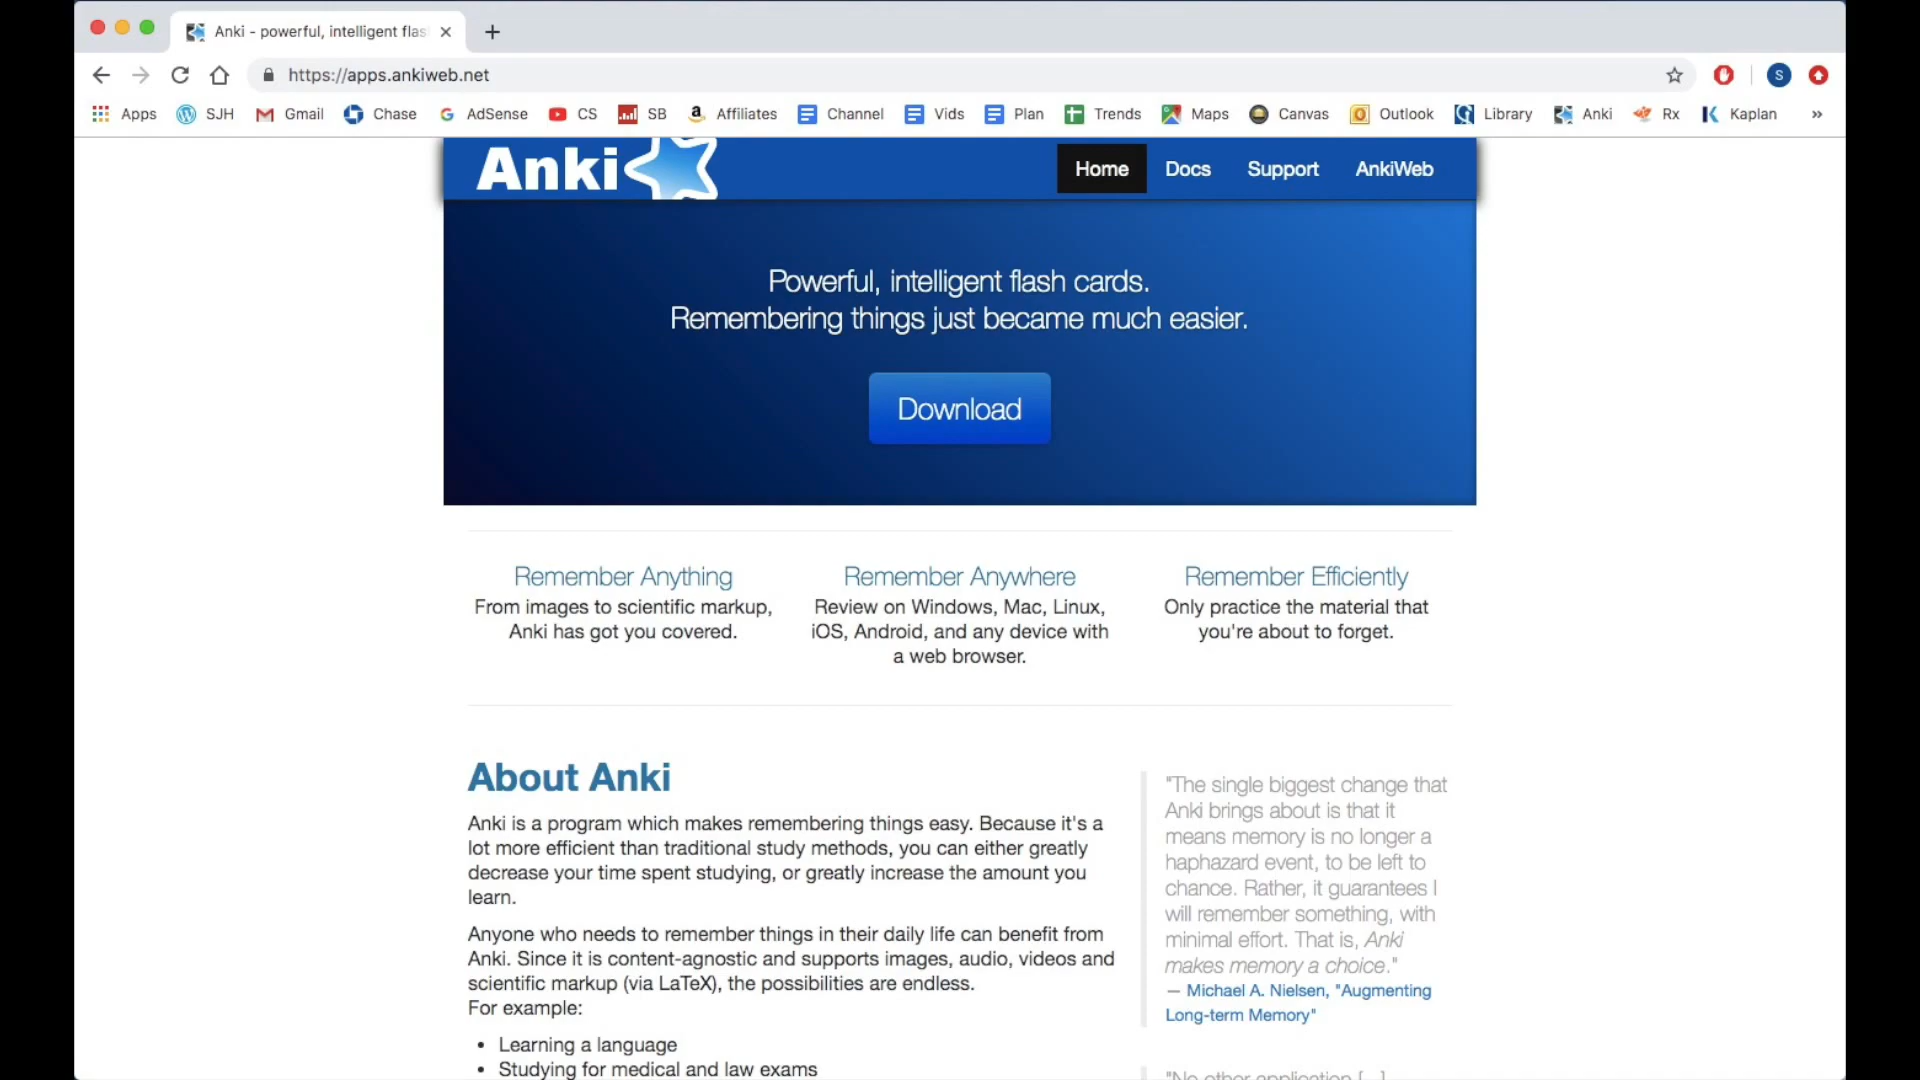 Anki - powerful, intelligent flas
https://apps.ankiweb.net
S
Apps SJH Gmail Chase AdSense CS SB Affiliates Channel Vids Plan Trends Maps Canvas Outlook Library Anki Rx Kaplan »
Anki Home Docs Support AnkiWeb
Powerful, intelligent flash cards.
Remembering things just became much easier.
Download
Remember Anything
From images to scientific markup,
Anki has got you covered.
Remember Anywhere
Review on Windows, Mac, Linux,
iOS, Android, and any device with
a web browser.
Remember Efficiently
Only practice the material that
you're about to forget.
About Anki
Anki is a program which makes remembering things easy. Because it's a
lot more efficient than traditional study methods, you can either greatly
decrease your time spent studying, or greatly increase the amount you
learn.
Anyone who needs to remember things in their daily life can benefit from
Anki. Since it is content-agnostic and supports images, audio, videos and
scientific markup (via LaTeX), the possibilities are endless.
For example:
• Learning a language
• Studying for medical and law exams
"The single biggest change that
Anki brings about is that it
means memory is no longer a
haphazard event, to be left to
chance. Rather, it guarantees I
will remember something, with
minimal effort. That is, Anki
makes memory a choice."
— Michael A. Nielsen, "Augmenting
Long-term Memory"
"No other application [...]